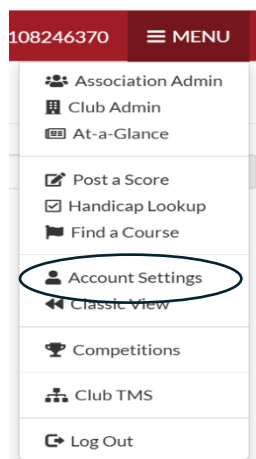 108246370 MENU
Association Admin
Club Admin
At-a-Glance
Post a Score
Handicap Lookup
Find a Course
Account Settings
Classic View
Competitions
Club TMS
Log Out